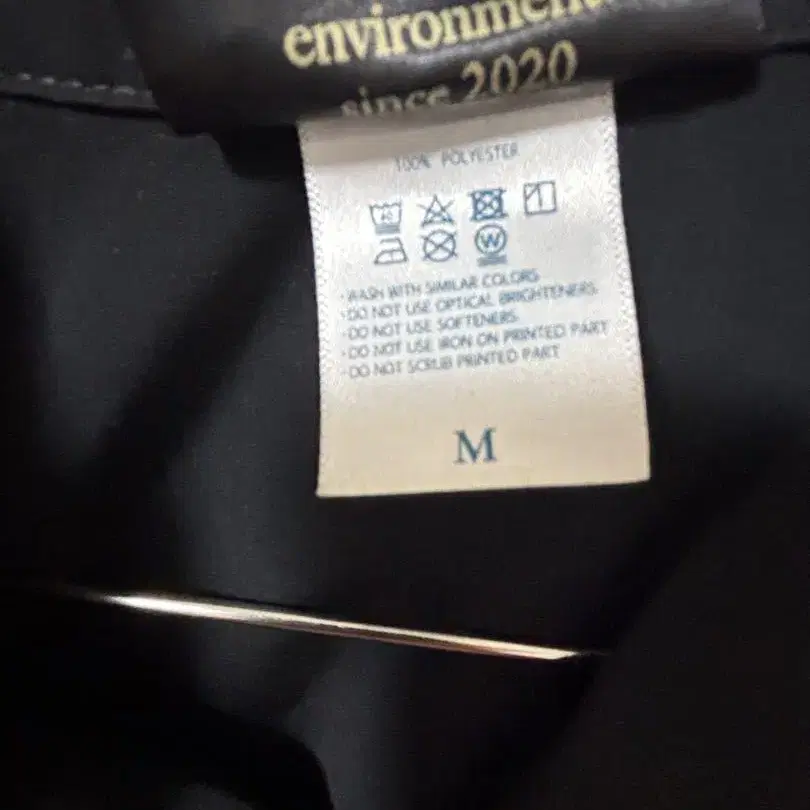 environment
since 2020
100% POLYESTER
40
W
· WASH WITH SIMILAR COLORS
· DO NOT USE OPTICAL BRIGHTENERS.
· DO NOT USE SOFTENERS.
· DO NOT USE IRON ON PRINTED PART
· DO NOT SCRUB PRINTED PART
M